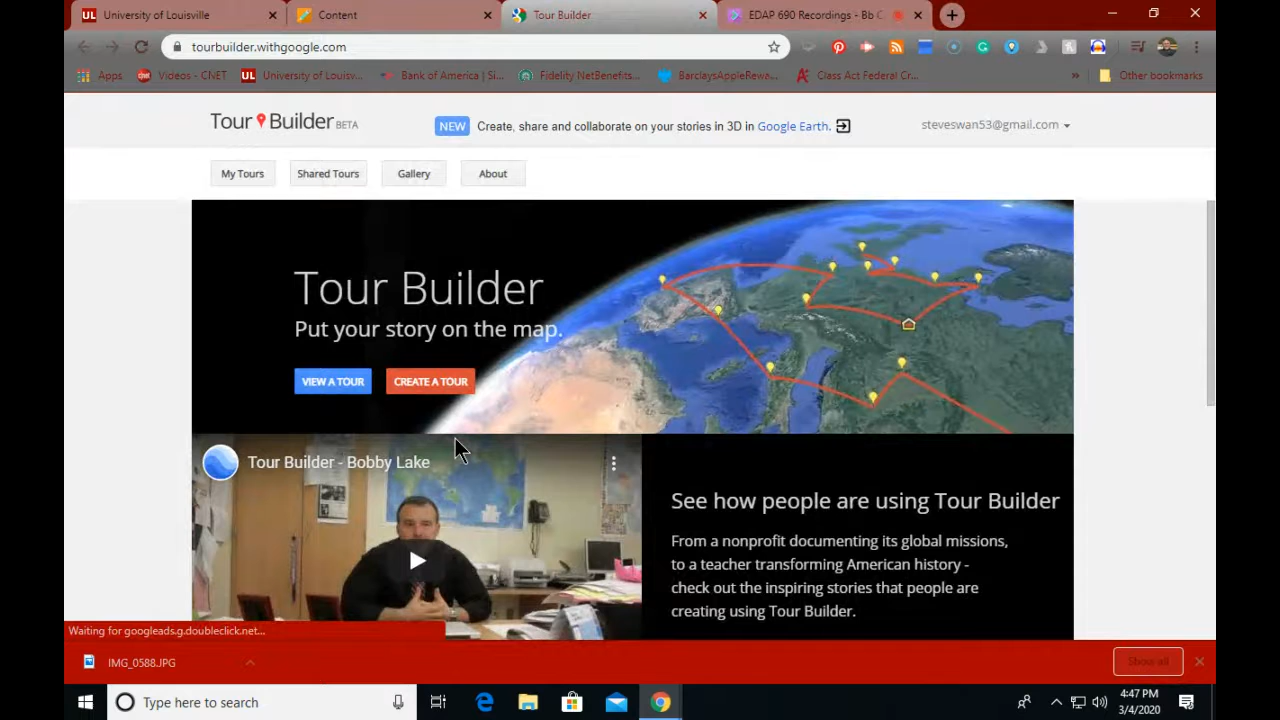 University of Louisville
Content
Tour Builder
EDAP 690 Recordings - Bb C
tourbuilder.withgoogle.com
Apps
Videos - CNET
University of Louisv...
Bank of America | Si...
Fidelity NetBenefits...
BarclaysAppleRewa...
Class Act Federal Cr...
Other bookmarks
Tour Builder BETA
NEW Create, share and collaborate on your stories in 3D in Google Earth.
steveswan53@gmail.com
My Tours
Shared Tours
Gallery
About
Tour Builder
Put your story on the map.
VIEW A TOUR
CREATE A TOUR
Tour Builder - Bobby Lake
See how people are using Tour Builder
From a nonprofit documenting its global missions,
to a teacher transforming American history -
check out the inspiring stories that people are
creating using Tour Builder.
Waiting for googleads.g.doubleclick.net...
IMG_0588.JPG
Show all
Type here to search
4:47 PM
3/4/2020